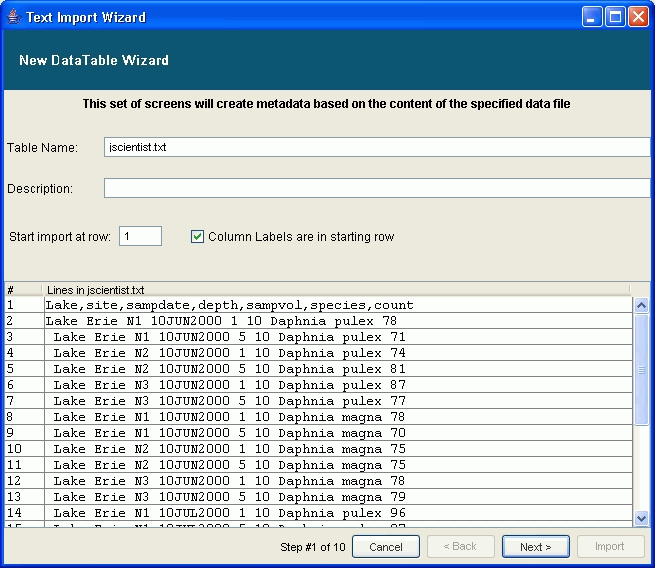 Text Import Wizard
New DataTable Wizard
This set of screens will create metadata based on the content of the specified data file
Table Name: jscientist.txt
Description:
Start import at row: 1 Column Labels are in starting row
# Lines in jscientist.txt
1 Lake,site,sampdate,depth,sampvol,species,count
2 Lake Erie N1 10JUN2000 1 10 Daphnia pulex 78
3 Lake Erie N1 10JUN2000 5 10 Daphnia pulex 71
4 Lake Erie N2 10JUN2000 1 10 Daphnia pulex 74
5 Lake Erie N2 10JUN2000 5 10 Daphnia pulex 81
6 Lake Erie N3 10JUN2000 1 10 Daphnia pulex 87
7 Lake Erie N3 10JUN2000 5 10 Daphnia pulex 77
8 Lake Erie N1 10JUN2000 1 10 Daphnia magna 78
9 Lake Erie N1 10JUN2000 5 10 Daphnia magna 70
10 Lake Erie N2 10JUN2000 1 10 Daphnia magna 75
11 Lake Erie N2 10JUN2000 5 10 Daphnia magna 75
12 Lake Erie N3 10JUN2000 1 10 Daphnia magna 78
13 Lake Erie N3 10JUN2000 5 10 Daphnia magna 79
14 Lake Erie N1 10JUL2000 1 10 Daphnia pulex 96
15 Lake Erie N1 10JUL2000 5 10 Daphnia pulex
Step #1 of 10 Cancel < Back Next > Import